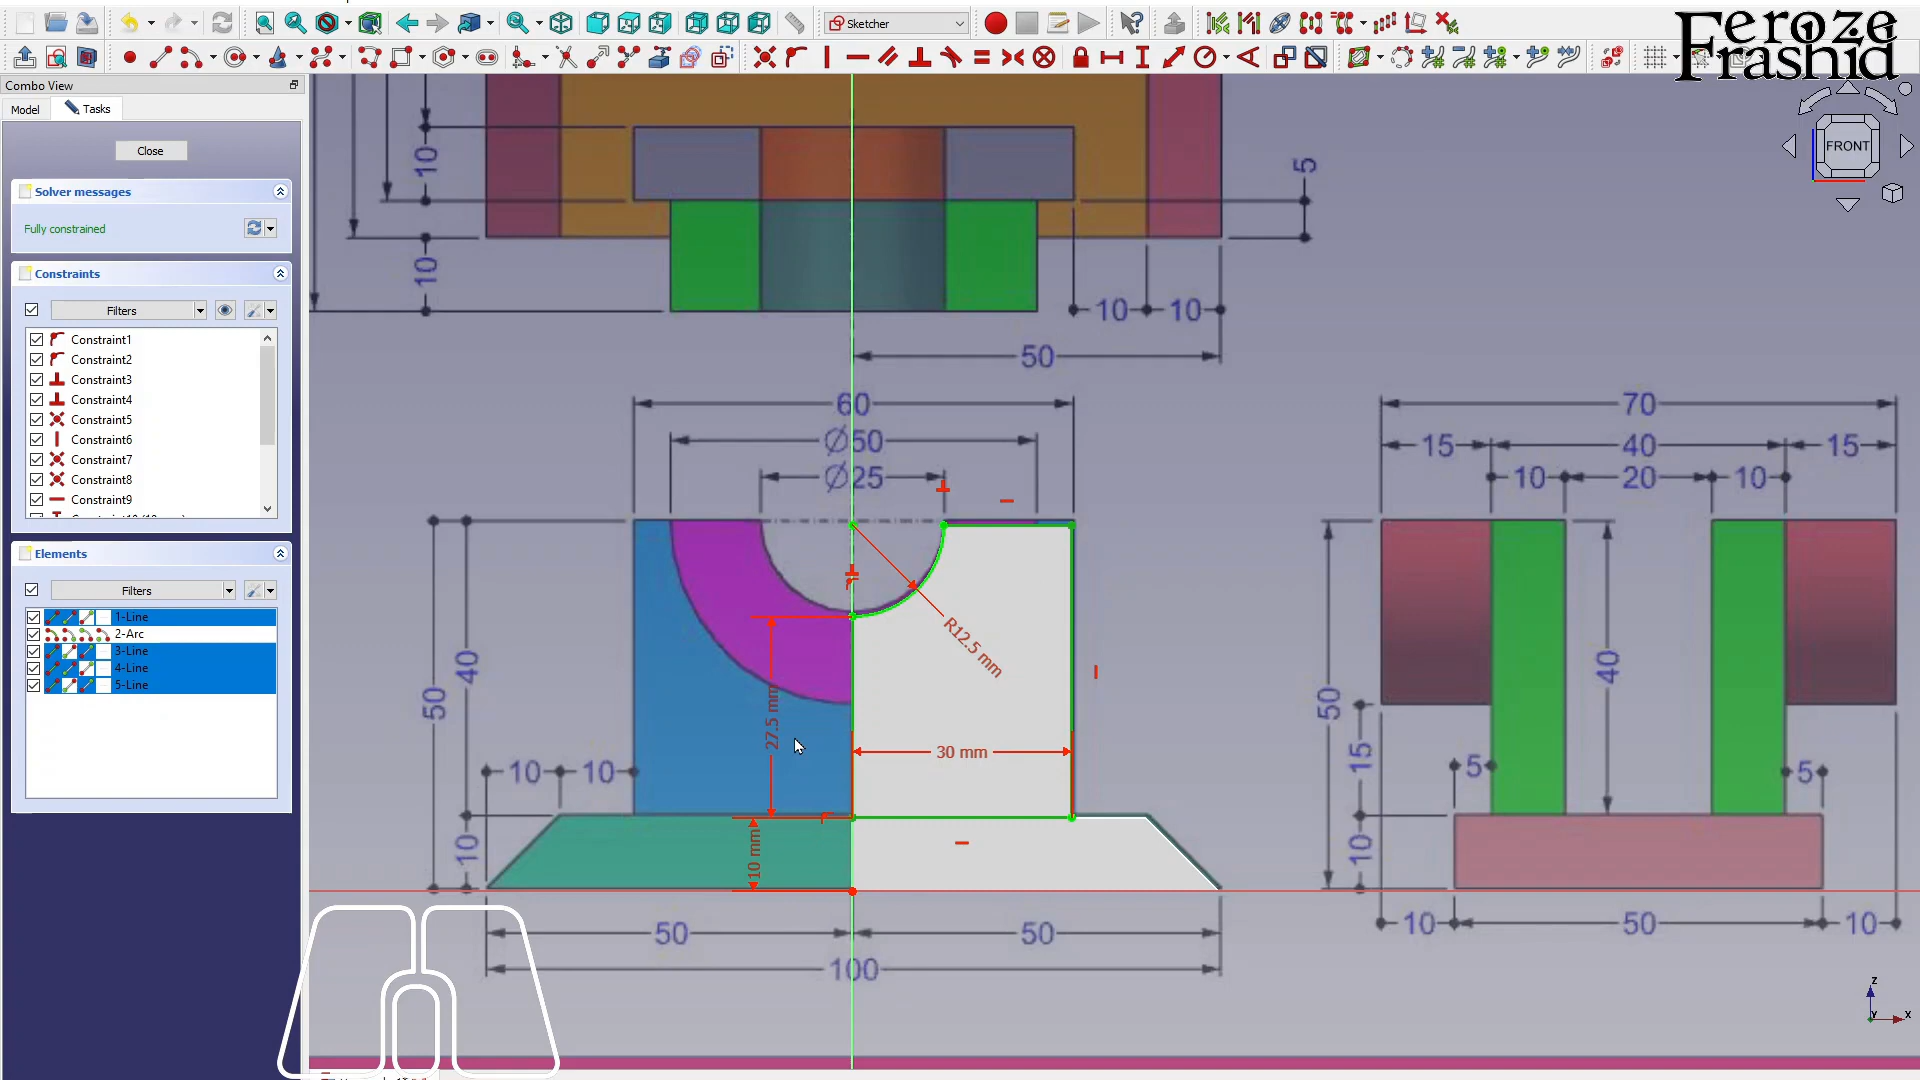 Sketcher
Feroze
Frashid
Combo View
Model
Tasks
Close
Solver messages
Fully constrained
Constraints
Filters
Constraint1
Constraint2
Constraint3
Constraint4
Constraint5
Constraint6
Constraint7
Constraint8
Constraint9
Elements
Filters
1-Line
2-Arc
3-Line
4-Line
5-Line
FRONT
10
5
10
10
10
50
60
70
Ø50
15
40
15
Ø25
10
20
10
R12.5 mm
50
40
27.5 mm
30 mm
10
10
10
10 mm
50
40
15
5
5
10
50
50
100
10
50
10
Z
Y
X